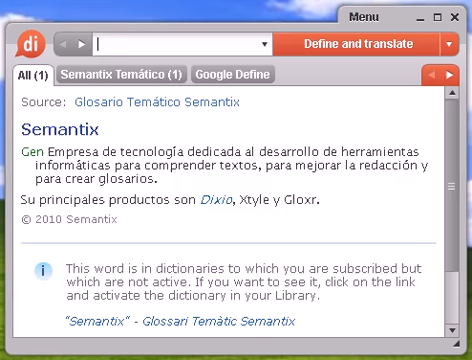 Menu
di
Define and translate
All (1) Semantix Temático (1) Google Define
Source: Glosario Temático Semantix
Semantix
Gen Empresa de tecnología dedicada al desarrollo de herramientas
informáticas para comprender textos, para mejorar la redacción y
para crear glosarios.
Su principales productos son Dixio, Xtyle y Gloxr.
© 2010 Semantix
i
This word is in dictionaries to which you are subscribed but
which are not active. If you want to see it, click on the link
and activate the dictionary in your Library.
"Semantix" - Glossari Temàtic Semantix